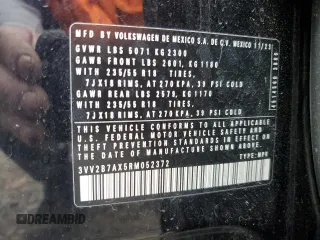 MFD BY VOLKSWAGEN DE MEXICO S.A. DE C.V. MEXICO 11/23
GVWR LBS 5071 KG 2300
GAWR FRONT LBS 2601, KG 1180
WITH 235/55 R18 TIRES,
7JX18 RIMS, AT 270 KPA, 39 PSI COLD
GAWR REAR LBS 2579, KG 1170
WITH 235/55 R18 TIRES,
7JX18 RIMS, AT 270 KPA, 39 PSI COLD
THIS VEHICLE CONFORMS TO ALL APPLICABLE
FEDERAL MOTOR VEHICLE SAFETY, BUMPER, AND
THEFT PREVENTION STANDARDS IN EFFECT ON THE
DATE OF MANUFACTURE SHOWN ABOVE.
3VV2B7AX6RM052372
TYPE: MPV
IAA
DREAMBID